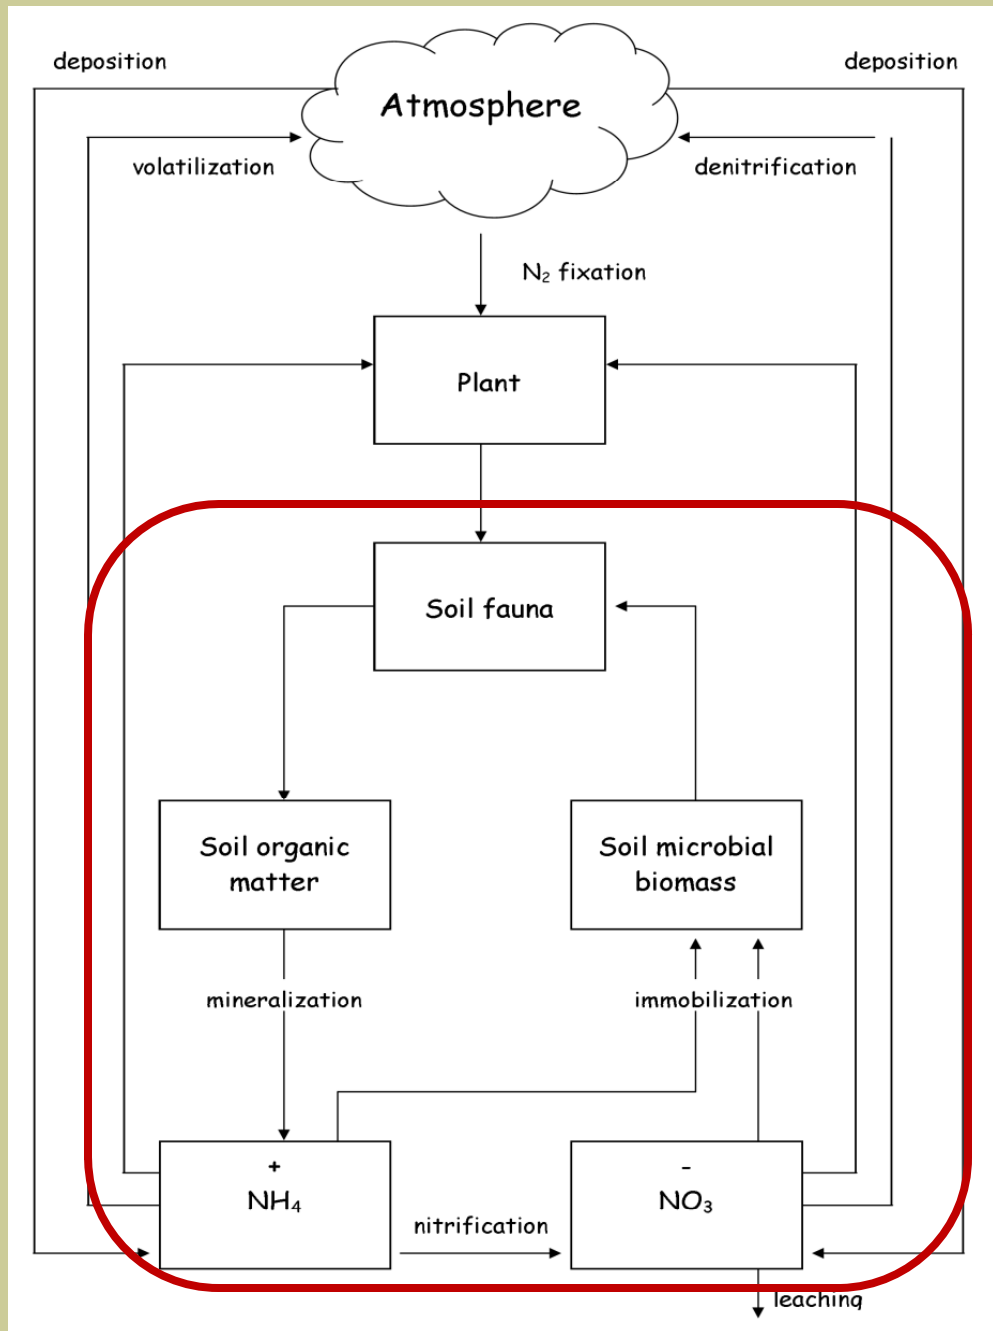 deposition
deposition
Atmosphere
volatilization
denitrification
N₂ fixation
Plant
Soil fauna
Soil organic
matter
Soil microbial
biomass
mineralization
immobilization
+
NH₄
-
NO₃
nitrification
leaching